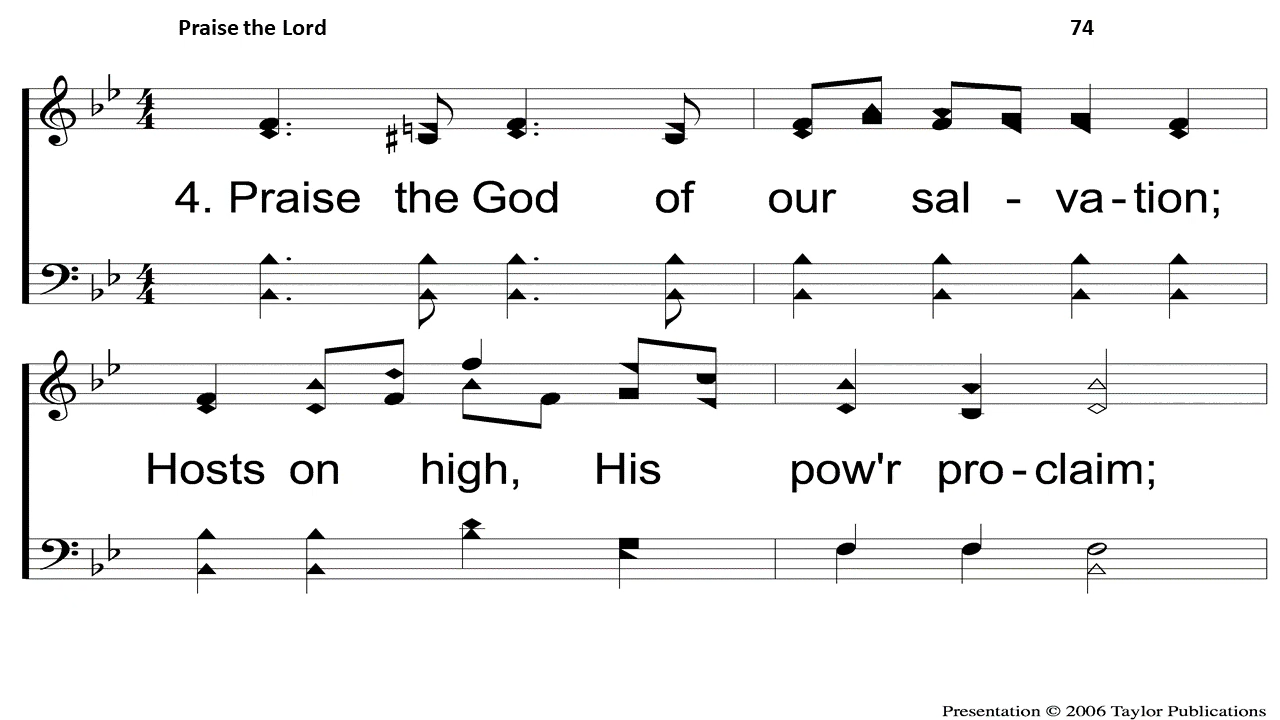 Praise the Lord 74
4. Praise the God of our sal - va - tion;
Hosts on high, His pow'r pro - claim;
Presentation © 2006 Taylor Publications